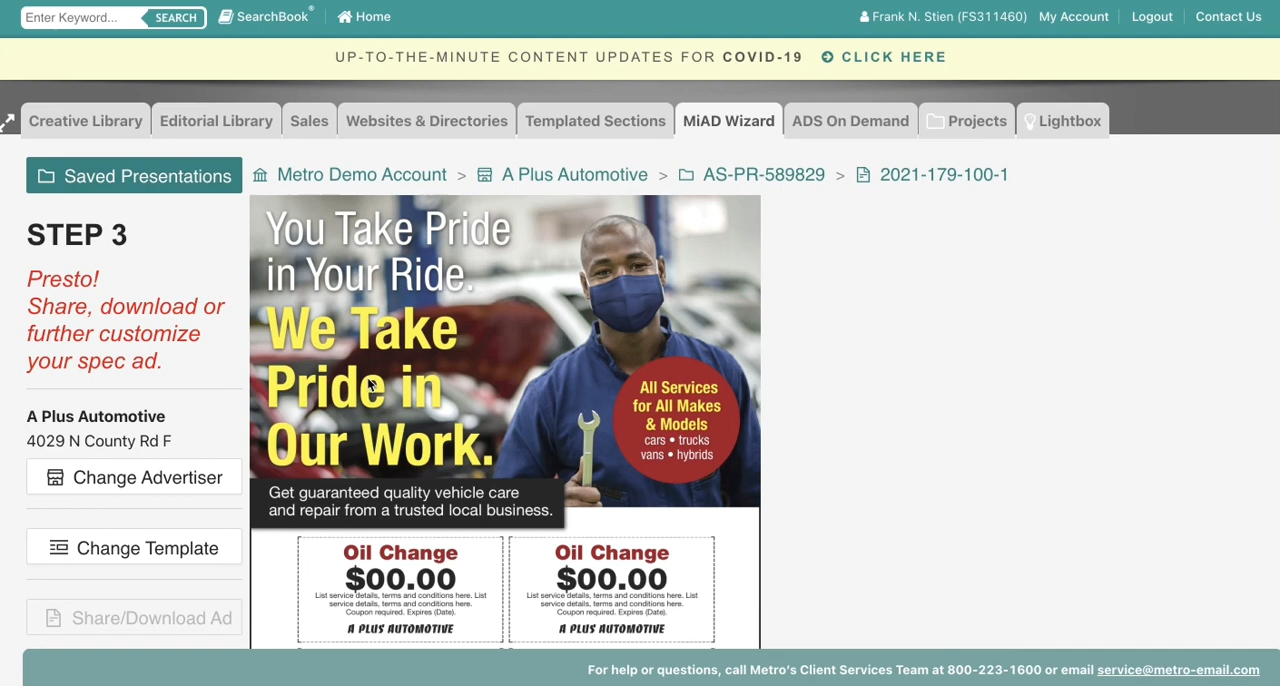 Enter Keyword... SEARCH SearchBook® Home Frank N. Stien (FS311460) My Account Logout Contact Us
UP-TO-THE-MINUTE CONTENT UPDATES FOR COVID-19 CLICK HERE
Creative Library Editorial Library Sales Websites & Directories Templated Sections MiAD Wizard ADS On Demand Projects Lightbox
Saved Presentations Metro Demo Account > A Plus Automotive > AS-PR-589829 > 2021-179-100-1
STEP 3
Presto!
Share, download or
further customize
your spec ad.
A Plus Automotive
4029 N County Rd F
Change Advertiser
Change Template
Share/Download Ad
You Take Pride
in Your Ride.
We Take
Pride in
Our Work.
All Services
for All Makes
& Models
cars • trucks
vans • hybrids
Get guaranteed quality vehicle care
and repair from a trusted local business.
Oil Change
$00.00
List service details, terms and conditions here. List
service details, terms and conditions here.
Coupon required. Expires (Date).
A PLUS AUTOMOTIVE
Oil Change
$00.00
List service details, terms and conditions here. List
service details, terms and conditions here.
Coupon required. Expires (Date).
A PLUS AUTOMOTIVE
For help or questions, call Metro's Client Services Team at 800-223-1600 or email service@metro-email.com